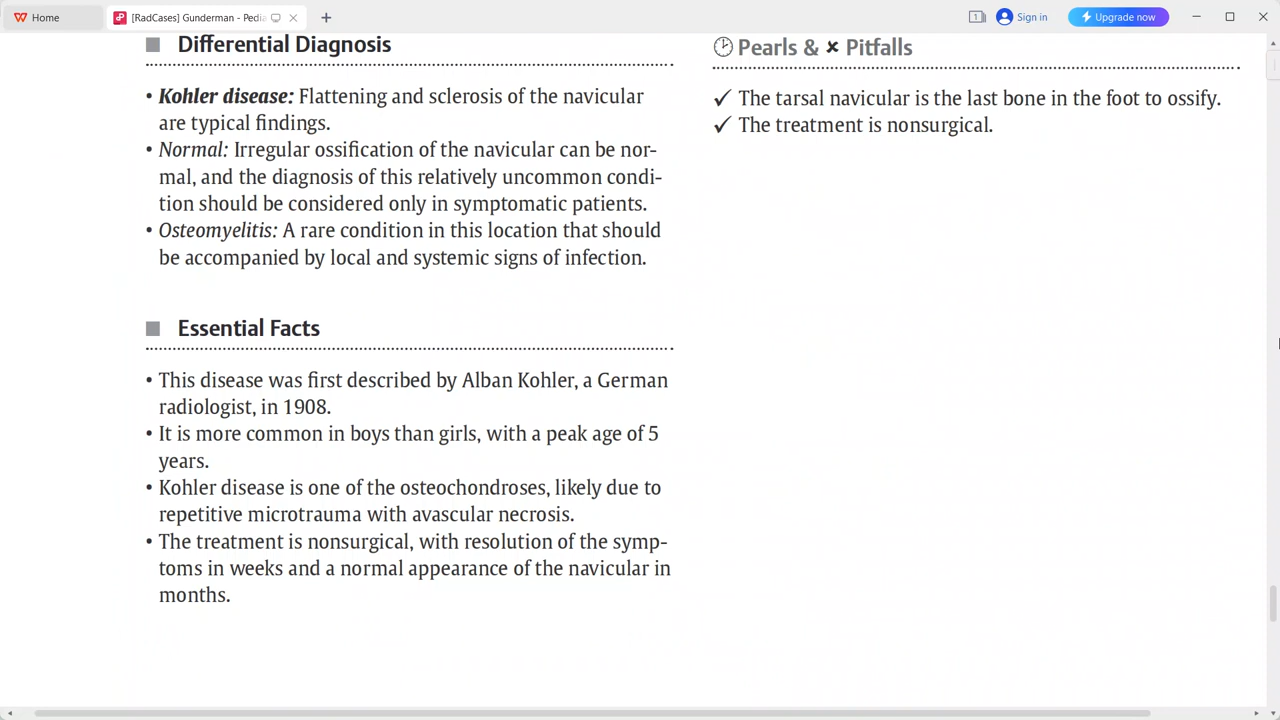 Home
[RadCases] Gunderman - Pedia
Sign in
Upgrade now
Differential Diagnosis
• Kohler disease: Flattening and sclerosis of the navicular
are typical findings.
• Normal: Irregular ossification of the navicular can be nor-
mal, and the diagnosis of this relatively uncommon condi-
tion should be considered only in symptomatic patients.
• Osteomyelitis: A rare condition in this location that should
be accompanied by local and systemic signs of infection.
Essential Facts
• This disease was first described by Alban Kohler, a German
radiologist, in 1908.
• It is more common in boys than girls, with a peak age of 5
years.
• Kohler disease is one of the osteochondroses, likely due to
repetitive microtrauma with avascular necrosis.
• The treatment is nonsurgical, with resolution of the symp-
toms in weeks and a normal appearance of the navicular in
months.
Pearls & ✘ Pitfalls
✓ The tarsal navicular is the last bone in the foot to ossify.
✓ The treatment is nonsurgical.